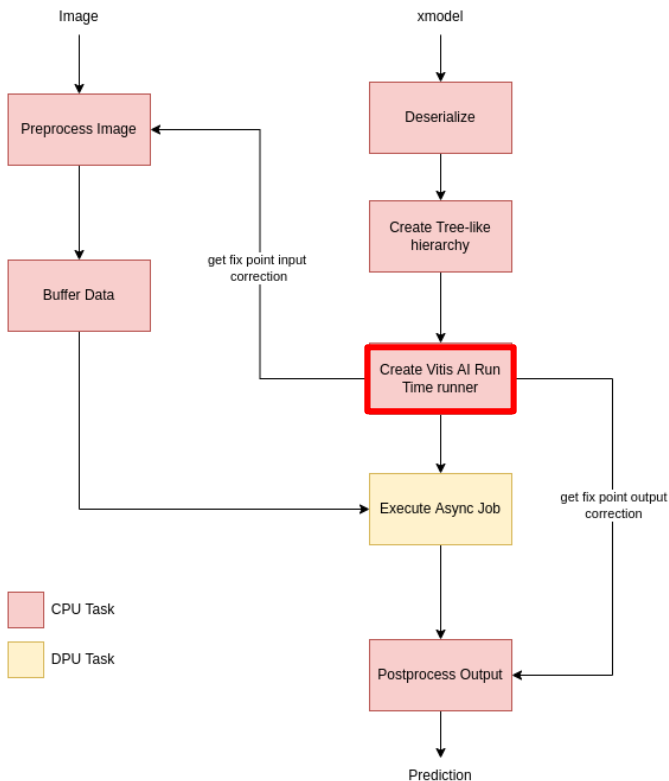 Image
xmodel
Preprocess Image
Deserialize
Create Tree-like
hierarchy
get fix point input
correction
Buffer Data
Create Vitis AI Run
Time runner
Execute Async Job
get fix point output
correction
CPU Task
DPU Task
Postprocess Output
Prediction